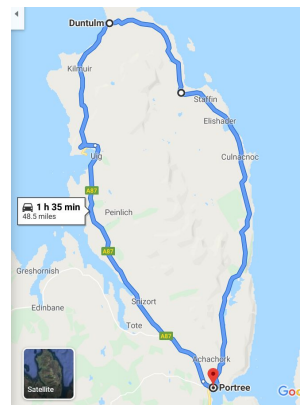 Duntulm
Kilmuir
Staffin
Elishader
Uig
Culnacnoc
A87
1 h 35 min
48.5 miles
Peinlich
A87
Greshornish
Snizort
Edinbane
Tote
A87
Achachork
Portree
Satellite
Goo